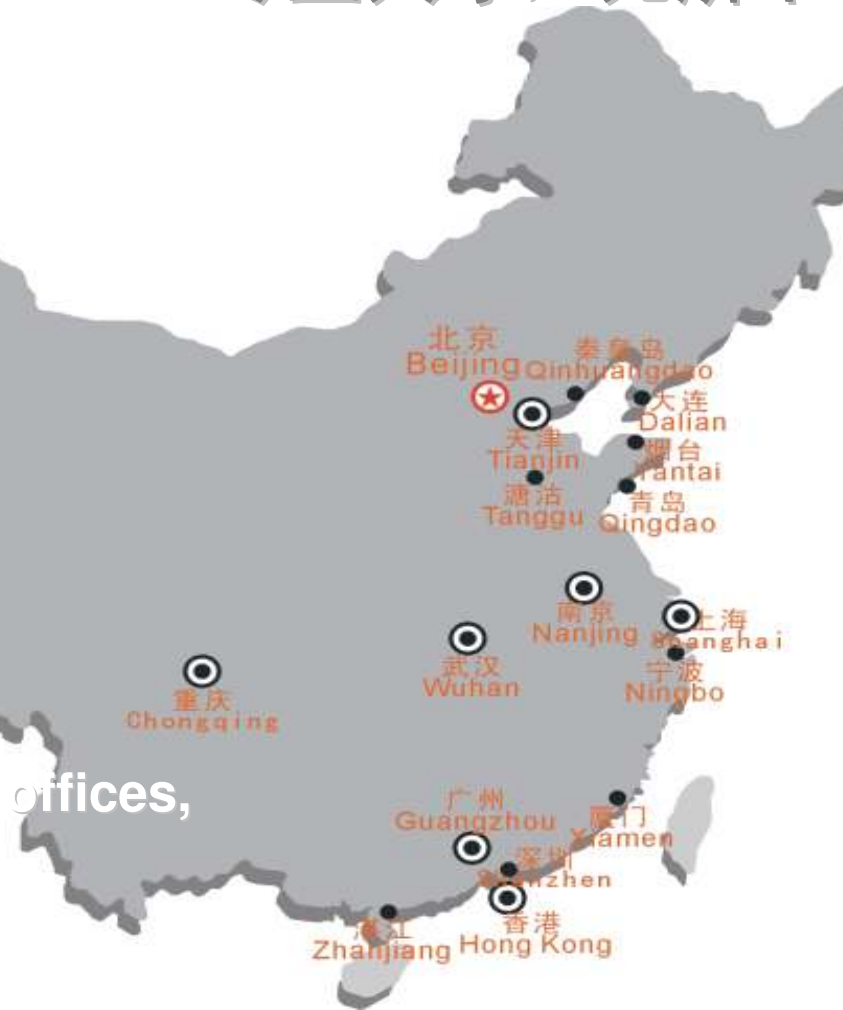 北京
Beijing
秦皇岛
Qinhuangdao
大连
Dalian
天津
Tianjin
烟台
Yantai
塘沽
Tanggu
青岛
Qingdao
南京
Nanjing
上海
Shanghai
武汉
Wuhan
宁波
Ningbo
重庆
Chongqing
offices,
广州
Guangzhou
厦门
Xiamen
深圳
Shenzhen
湛江
Zhanjiang
香港
Hong Kong